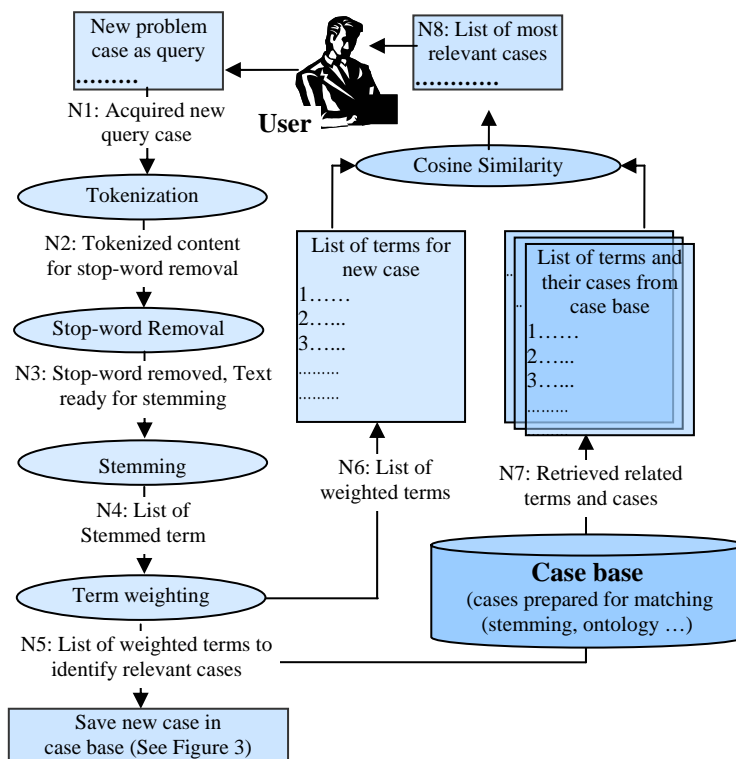 New problem
case as query
………
N8: List of most
relevant cases
…………
User
N1: Acquired new
query case
Cosine Similarity
Tokenization
N2: Tokenized content
for stop-word removal
List of terms for
new case
1……
2…...
3…...
………
………
..
..
List of terms and
their cases from
case base
1……
2…...
3…...
………
Stop-word Removal
N3: Stop-word removed, Text
ready for stemming
Stemming
N6: List of
weighted terms
N7: Retrieved related
terms and cases
N4: List of
Stemmed term
Term weighting
Case base
(cases prepared for matching
(stemming, ontology …)
N5: List of weighted terms to
identify relevant cases
Save new case in
case base (See Figure 3)